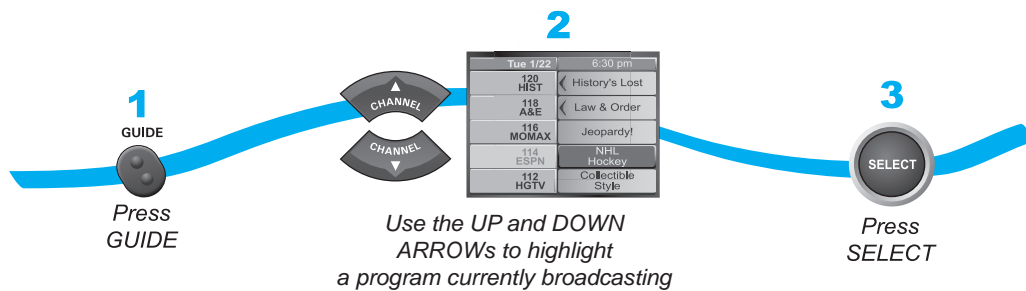 1
GUIDE
Press
GUIDE
2
CHANNEL
CHANNEL
Tue 1/22 6:30 pm
120
HIST
History's Lost
118
A&E
Law & Order
116
MOMAX
Jeopardy!
114
ESPN
NHL
Hockey
112
HGTV
Collectible
Style
Use the UP and DOWN
ARROWs to highlight
a program currently broadcasting
3
SELECT
Press
SELECT